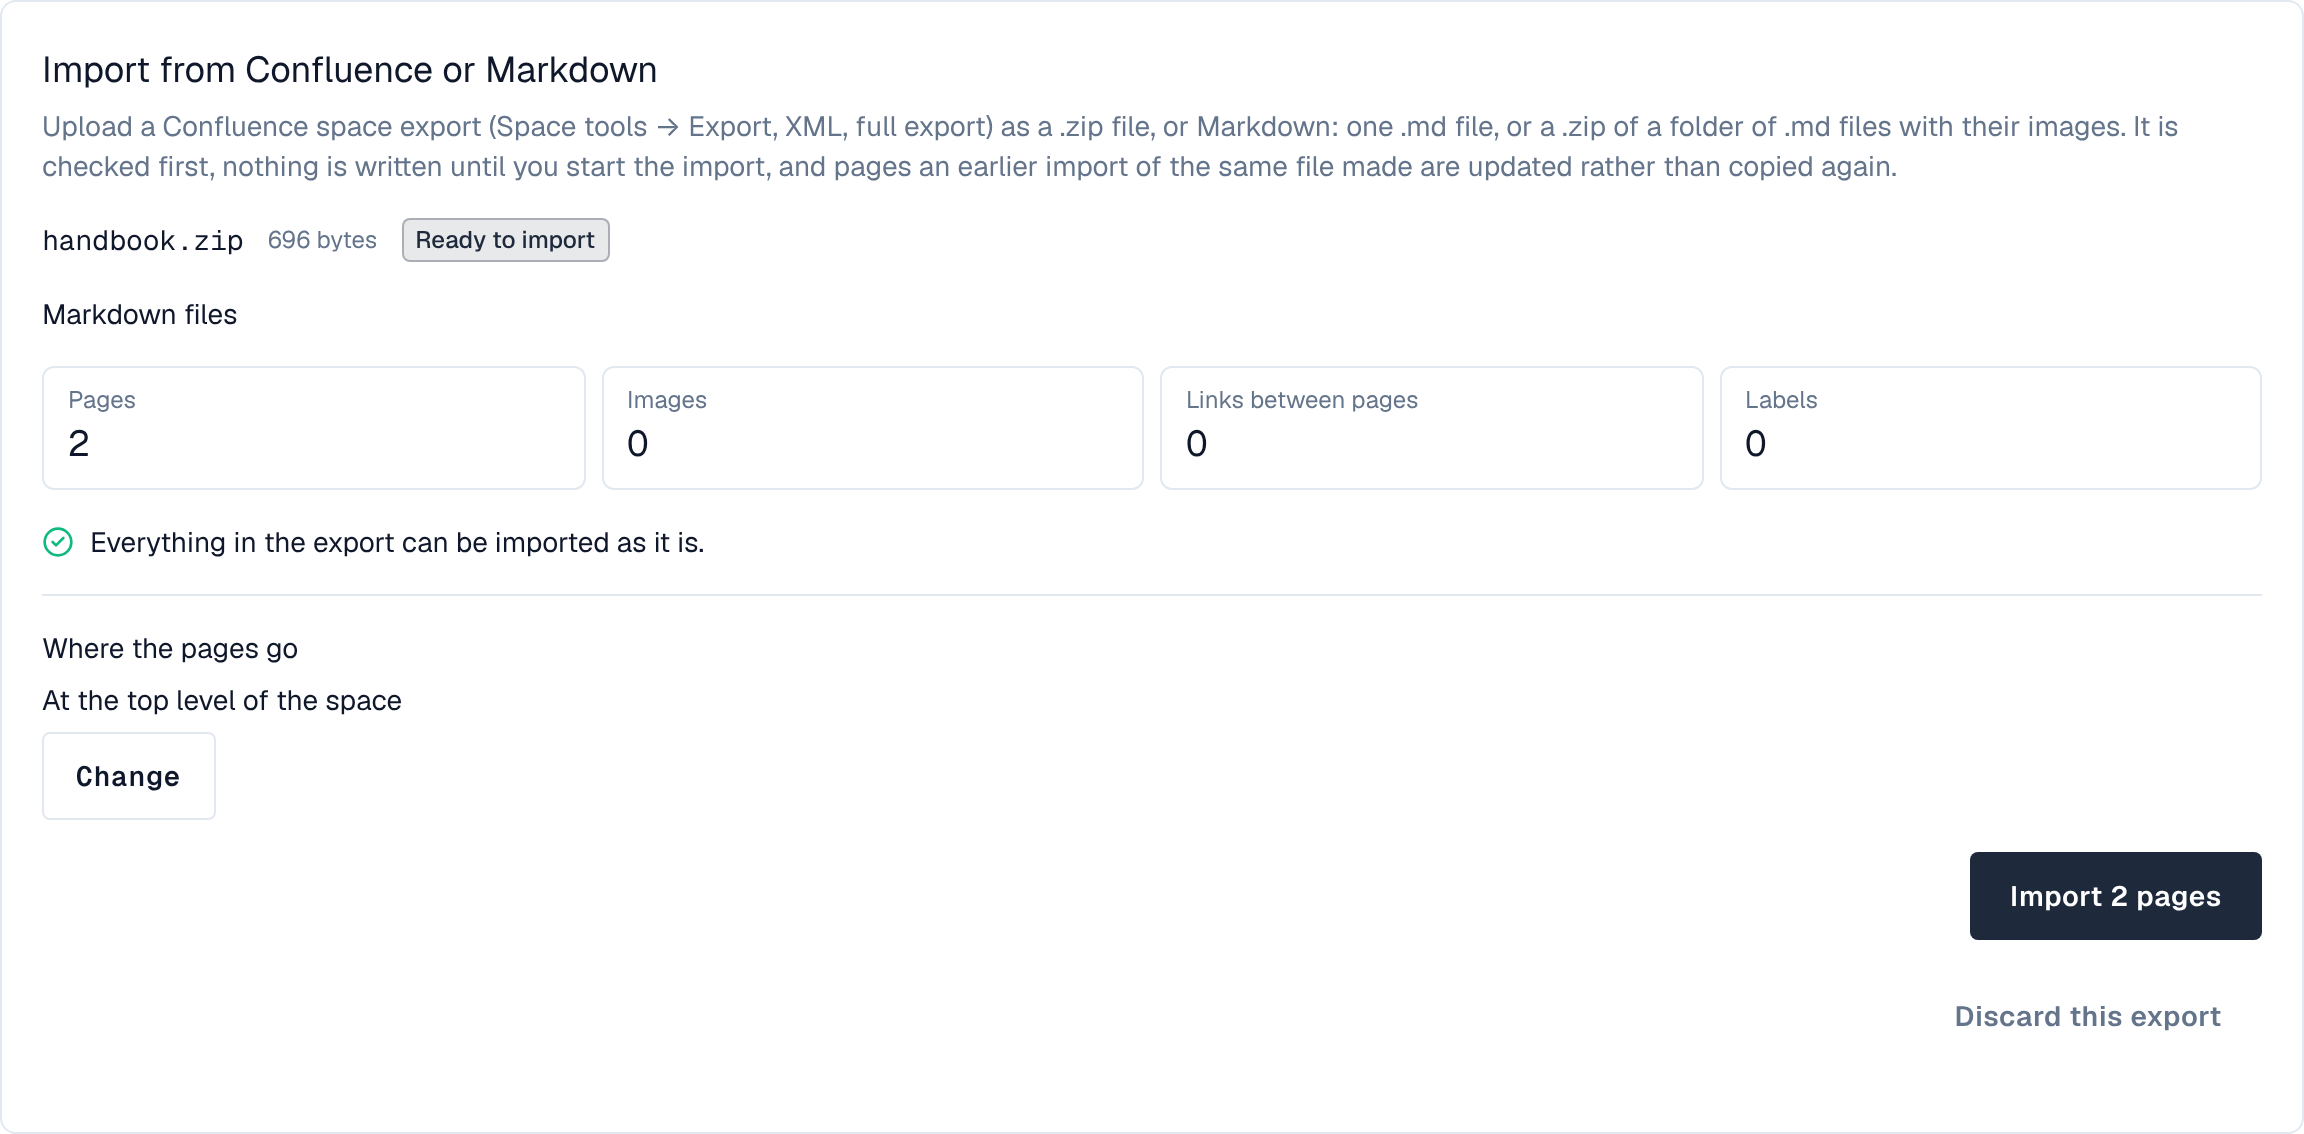 Import from Confluence or Markdown
Upload a Confluence space export (Space tools → Export, XML, full export) as a .zip file, or Markdown: one .md file, or a .zip of a folder of .md files with their images. It is
checked first, nothing is written until you start the import, and pages an earlier import of the same file made are updated rather than copied again.
handbook.zip 696 bytes Ready to import
Markdown files
Pages Images Links between pages Labels
2 0 0 0
Everything in the export can be imported as it is.
Where the pages go
At the top level of the space
Change
Import 2 pages
Discard this export